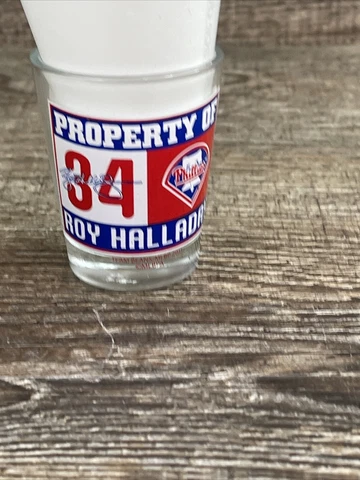 PROPERTY OF
34
Phillies
ROY HALLADAY